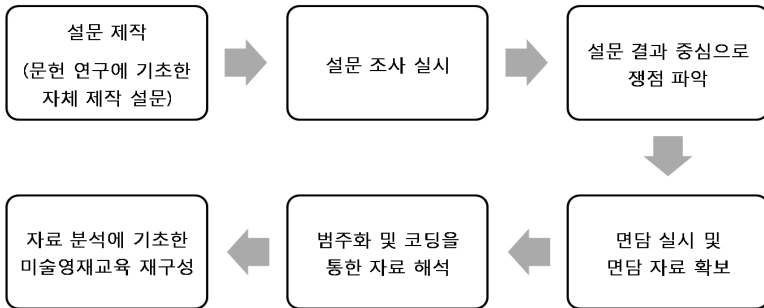 설문 제작
(문헌 연구에 기초한
자체 제작 설문)
설문 조사 실시
설문 결과 중심으로
쟁점 파악
면담 실시 및
면담 자료 확보
범주화 및 코딩을
통한 자료 해석
자료 분석에 기초한
미술영재교육 재구성